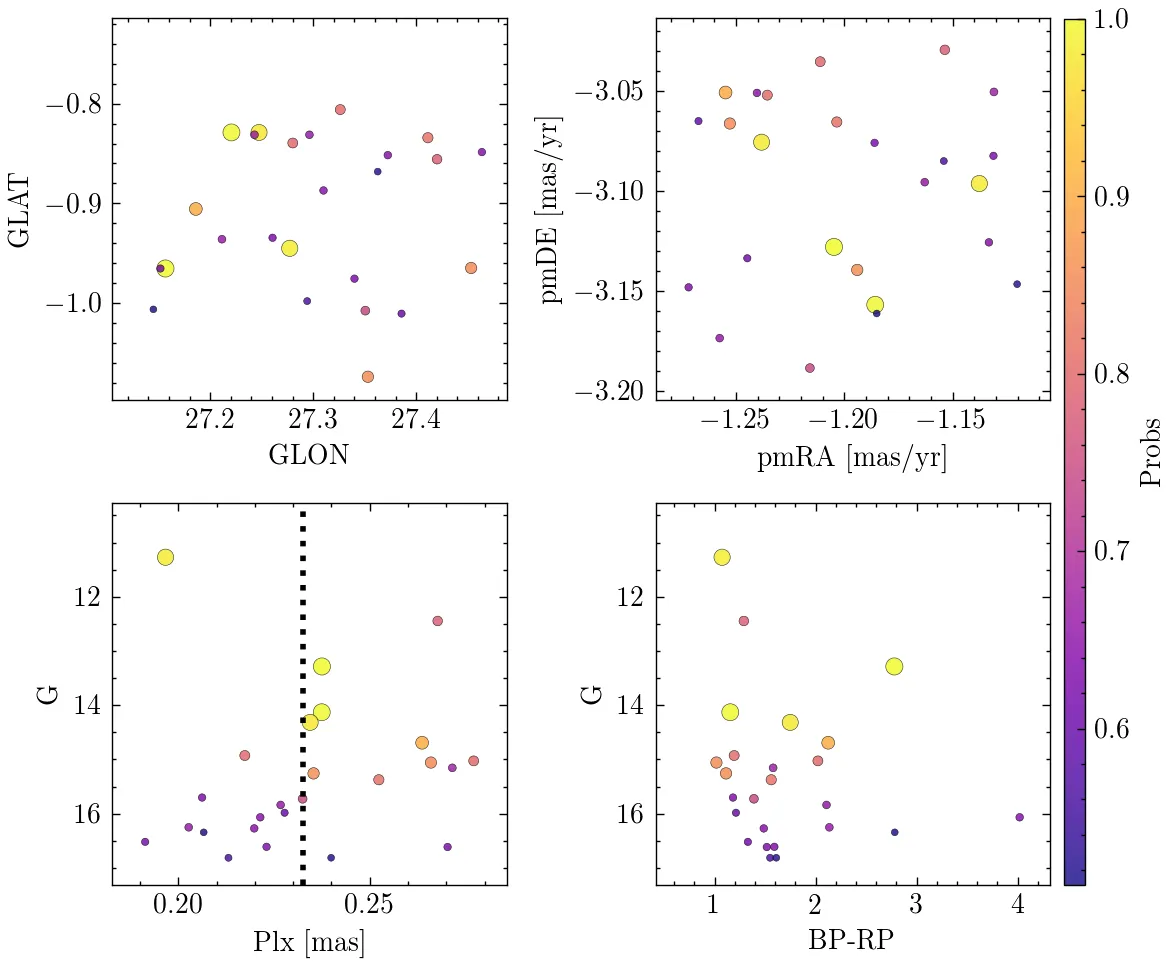 −0.8
−0.9
−1.0
GLAT
27.2 27.3 27.4
GLON
−3.05
−3.10
−3.15
−3.20
pmDE [mas/yr]
−1.25 −1.20 −1.15
pmRA [mas/yr]
12
14
16
G
0.20 0.25
Plx [mas]
12
14
16
G
1 2 3 4
BP-RP
1.0
0.9
0.8
0.7
0.6
Probs